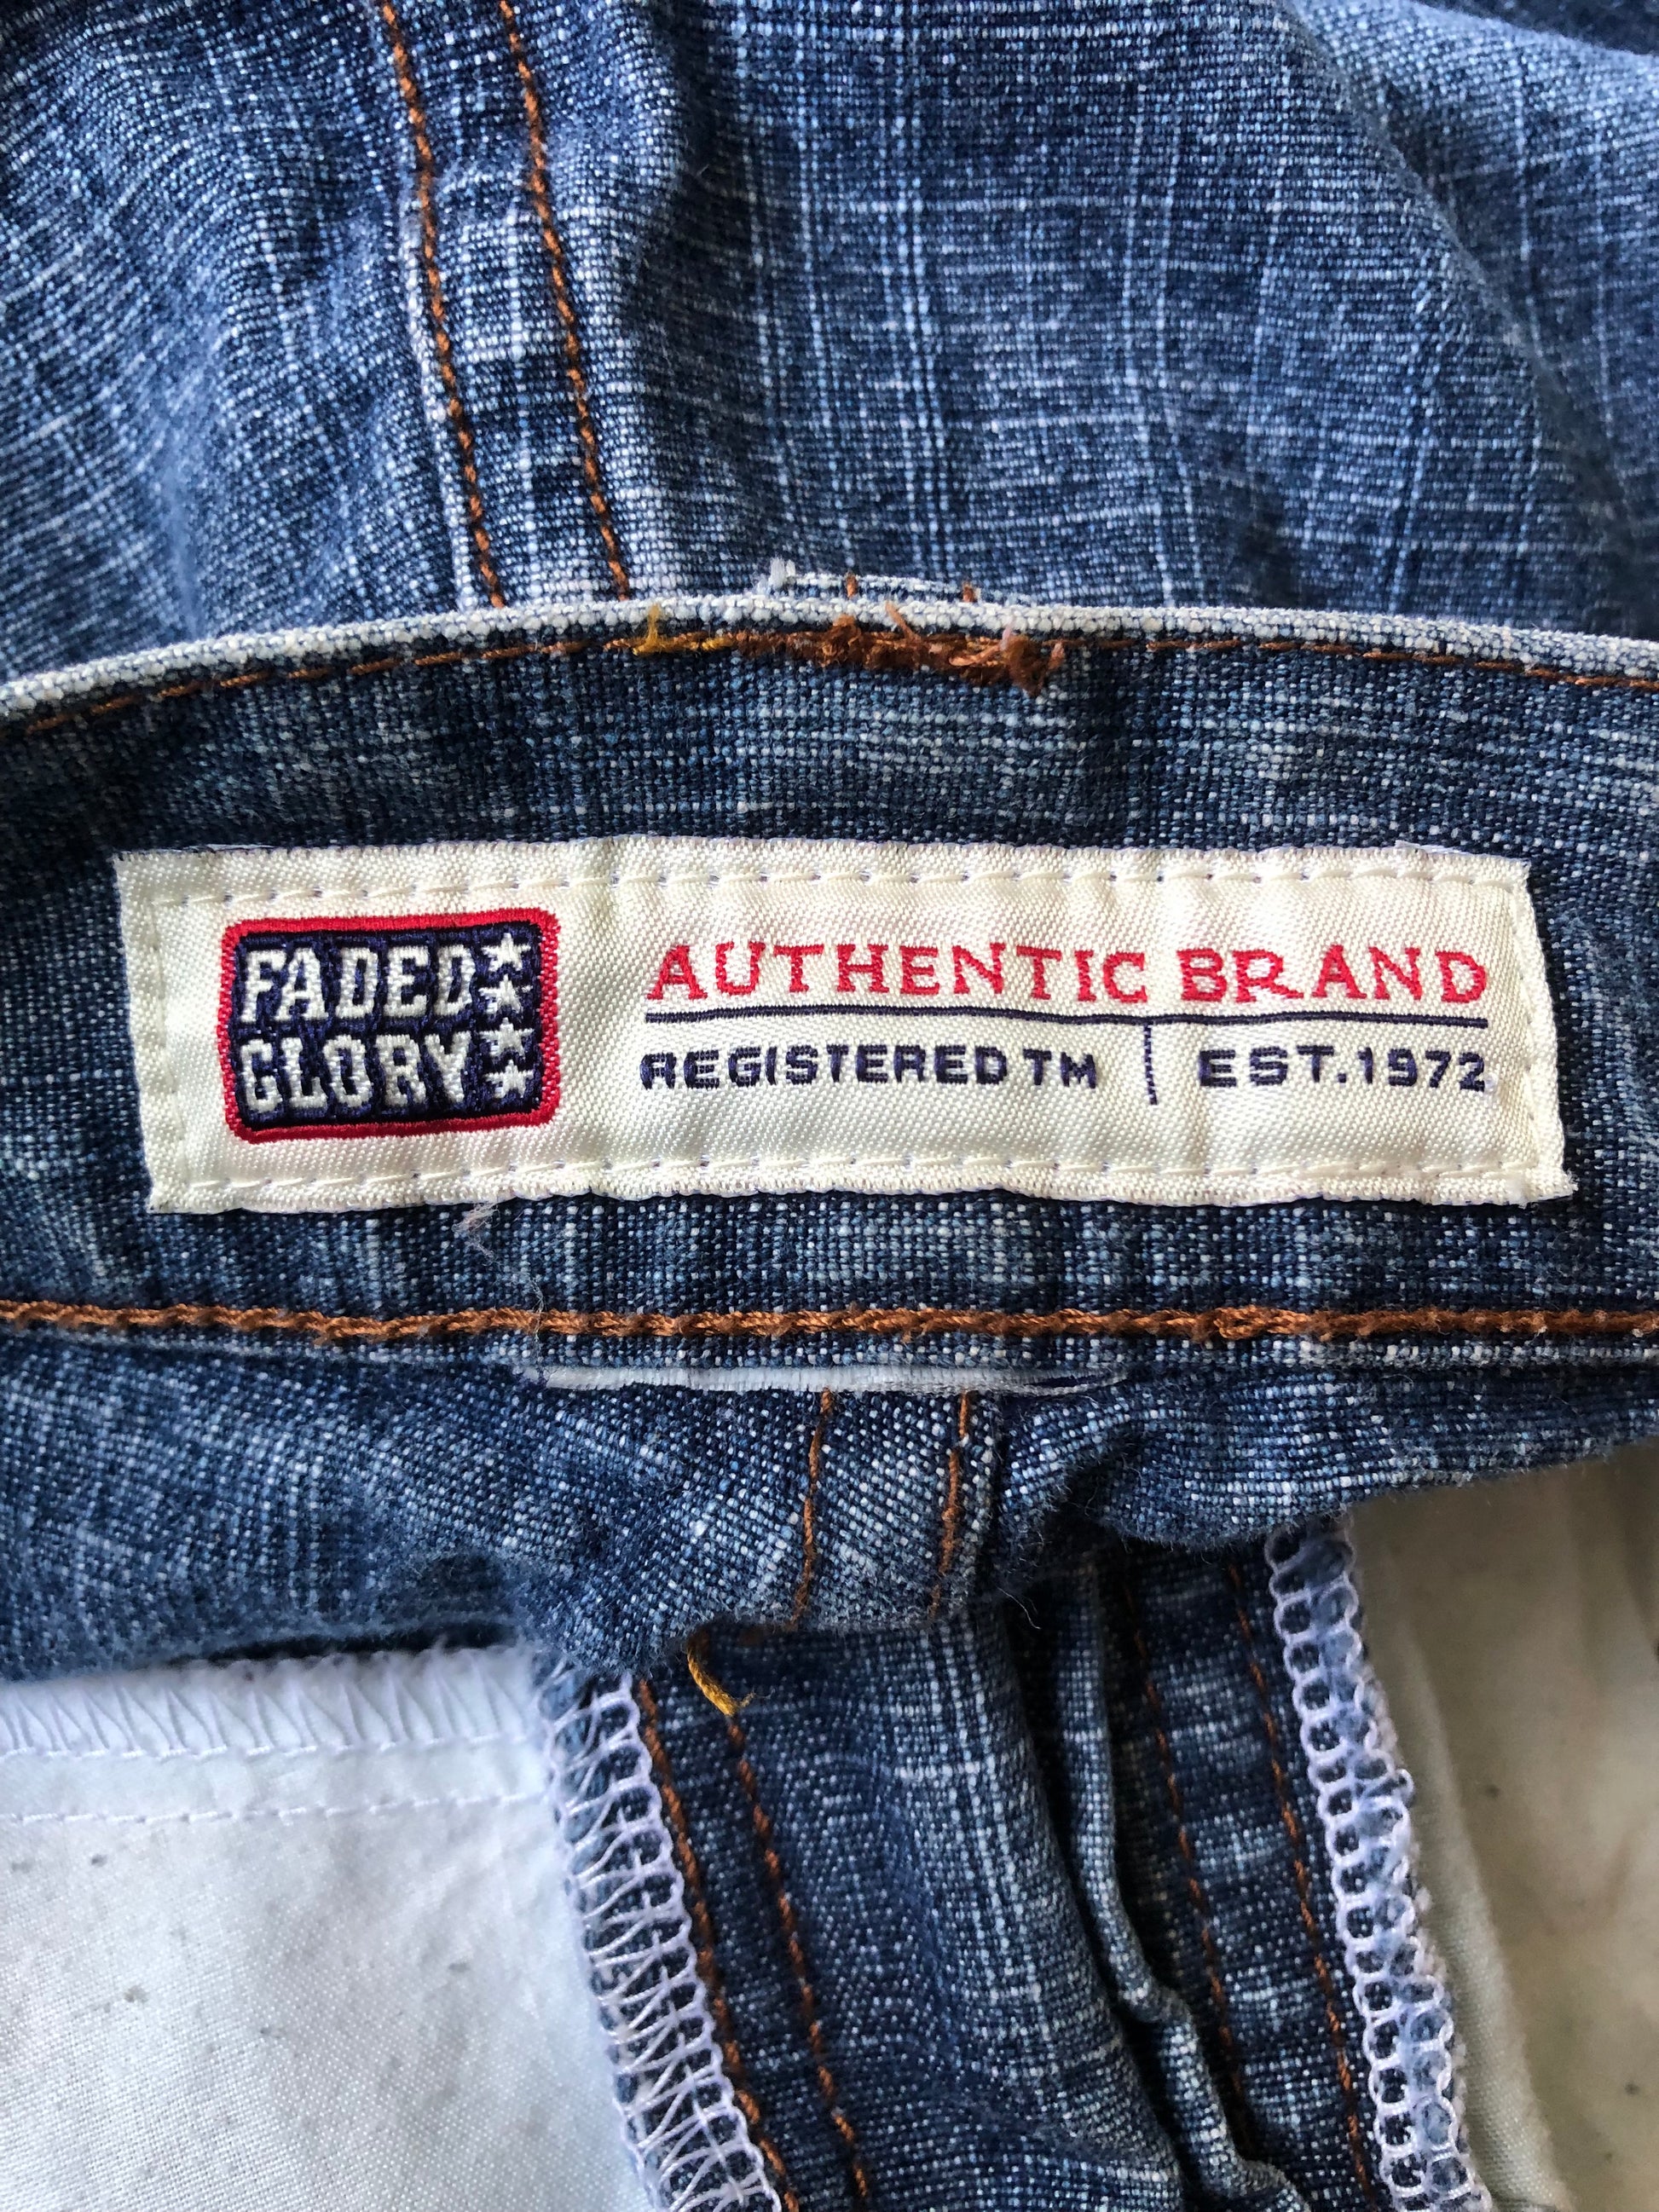 FADED
GLORY
AUTHENTIC BRAND
REGISTERED TM | EST.1972